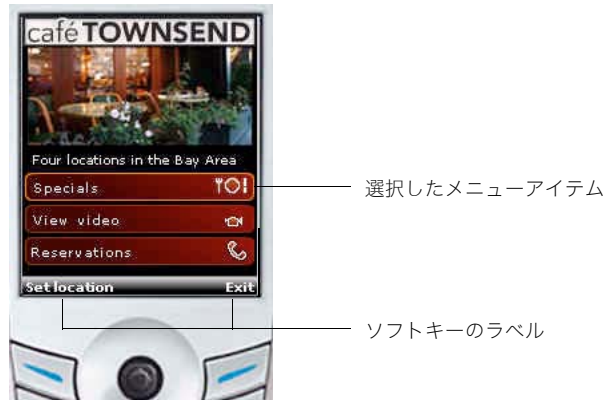 café TOWNSEND
Four locations in the Bay Area
Specials
選択したメニューアイテム
View video
Reservations
Set location Exit
ソフトキーのラベル